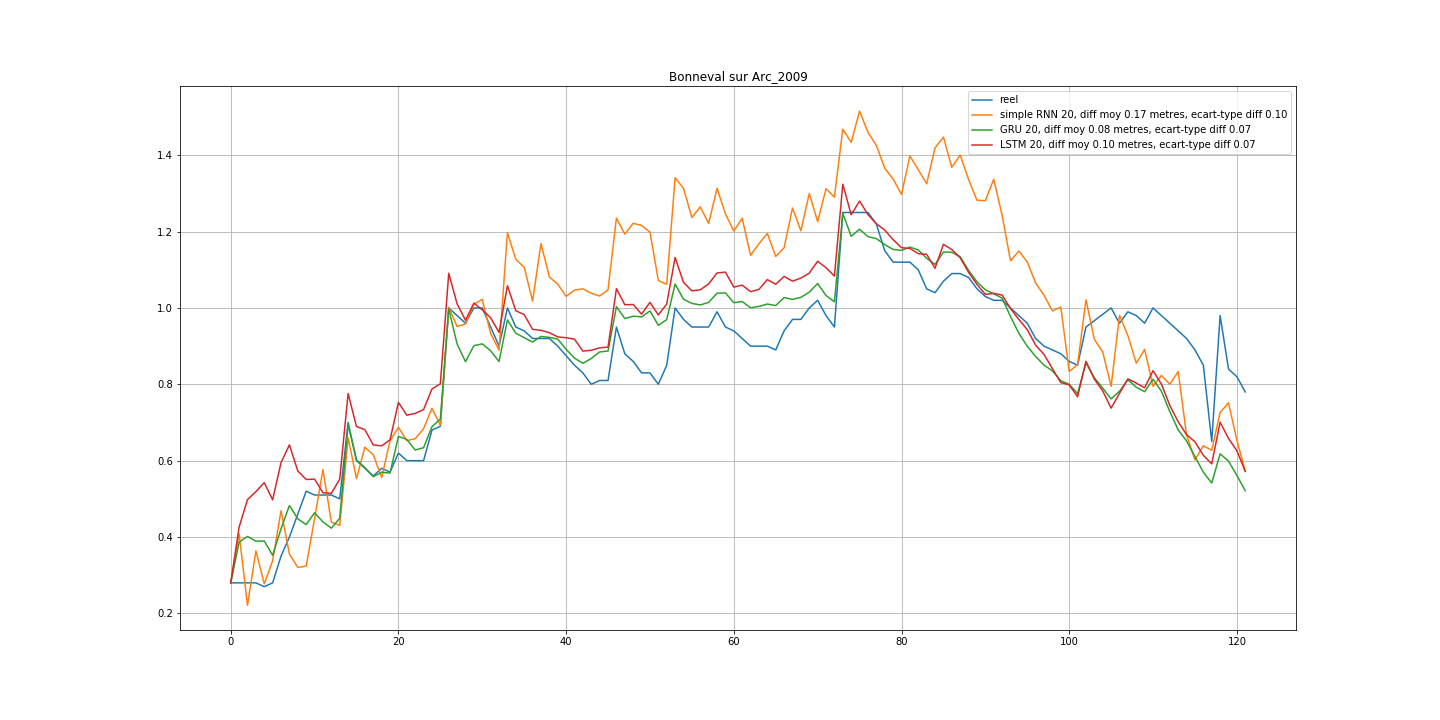 Bonneval sur Arc_2009
reel
simple RNN 20, diff moy 0.17 metres, ecart-type diff 0.10
GRU 20, diff moy 0.08 metres, ecart-type diff 0.07
LSTM 20, diff moy 0.10 metres, ecart-type diff 0.07
1.4
1.2
1.0
0.8
0.6
0.4
0.2
0 20 40 60 80 100 120